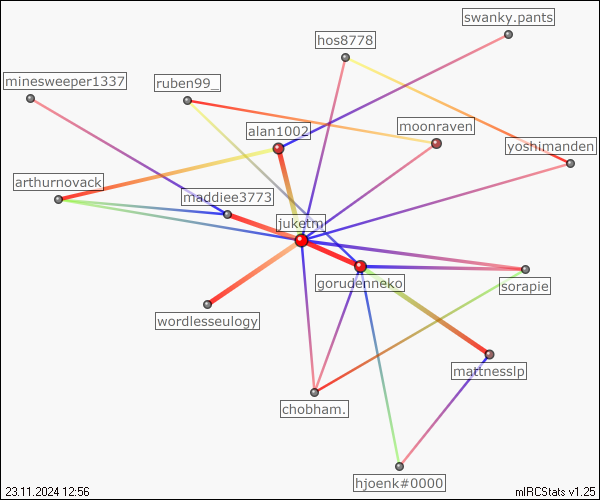 swanky.pants
hos8778
minesweeper1337
ruben99_
alan1002
moonraven
yoshimanden
arthurnovack
maddiee3773
juketm
gorudenneko
sorapie
wordlesseulogy
mattnesslp
chobham.
hjoenk#0000
23.11.2024 12:56
mIRCStats v1.25